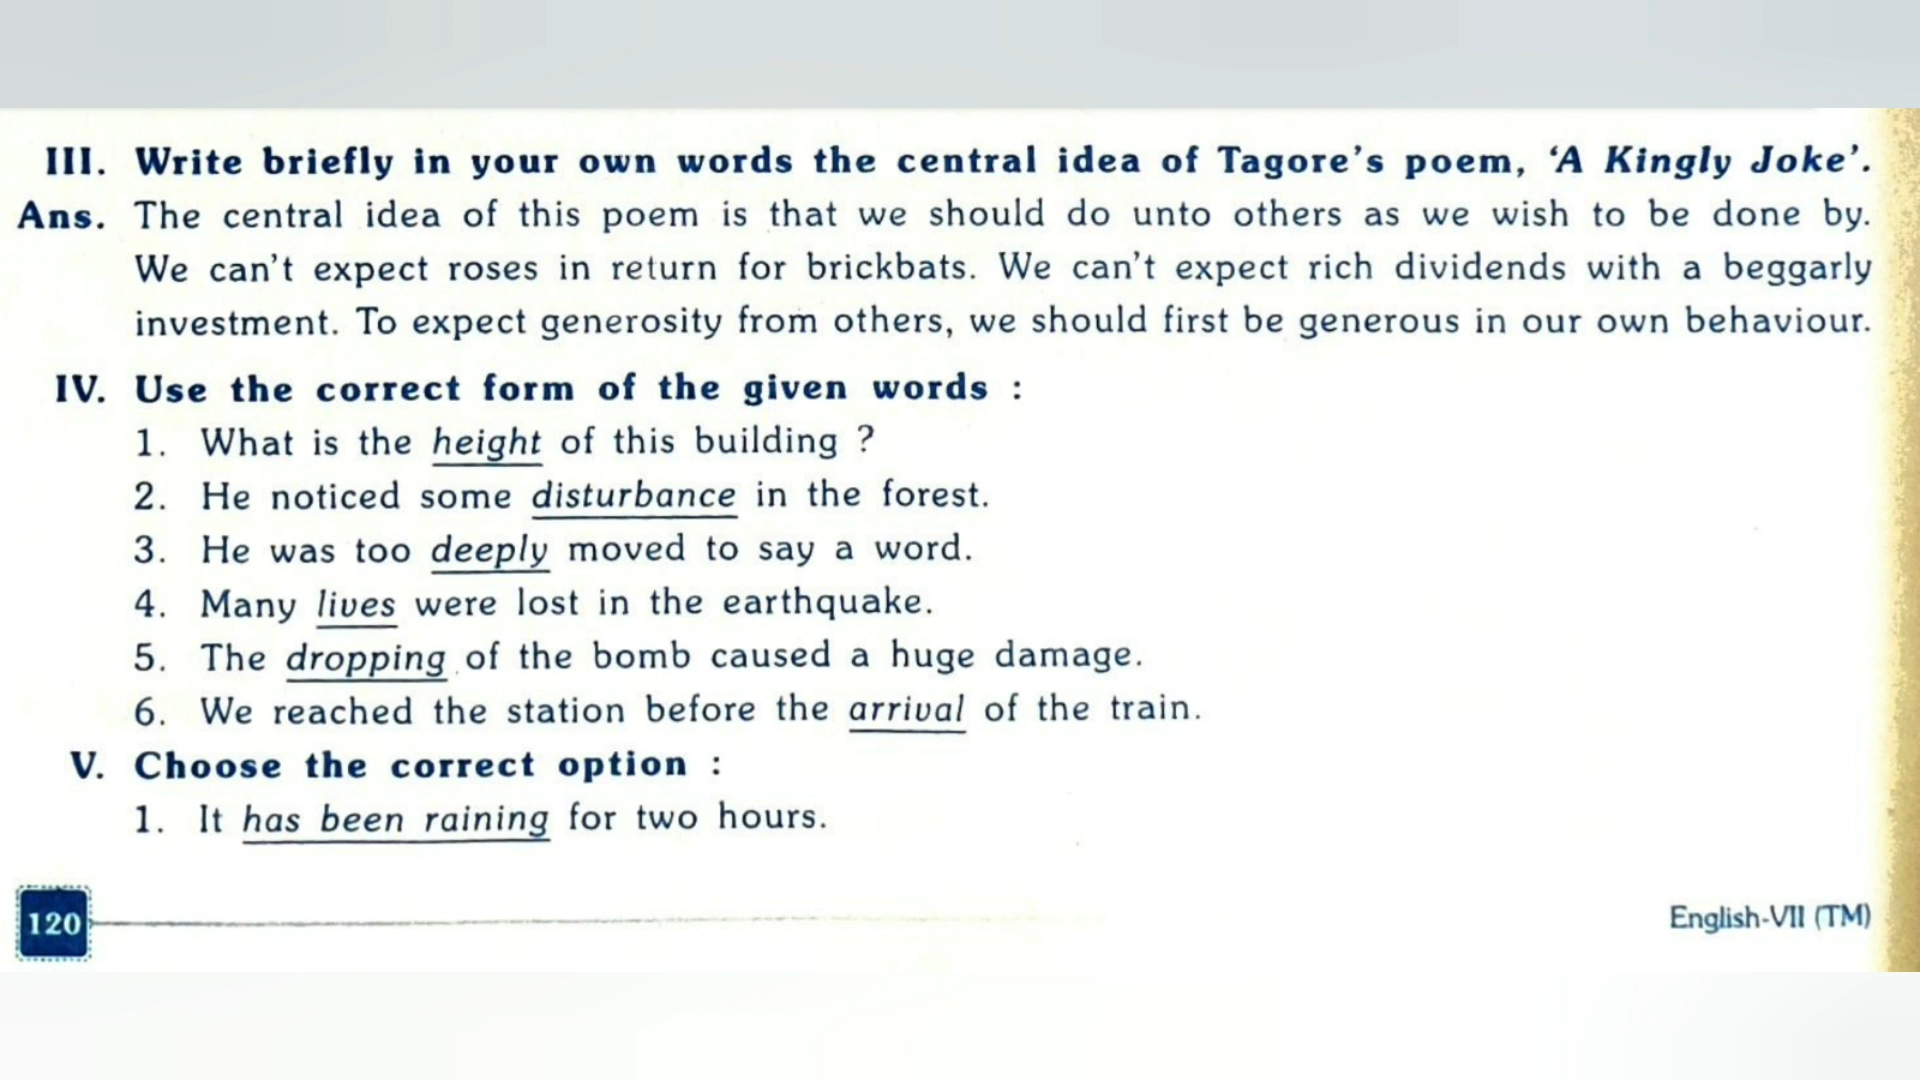 III. Write briefly in your own words the central idea of Tagore's poem, 'A Kingly Joke'.
Ans. The central idea of this poem is that we should do unto others as we wish to be done by.
We can't expect roses in return for brickbats. We can't expect rich dividends with a beggarly
investment. To expect generosity from others, we should first be generous in our own behaviour.
IV. Use the correct form of the given words :
1. What is the height of this building ?
2. He noticed some disturbance in the forest.
3. He was too deeply moved to say a word.
4. Many lives were lost in the earthquake.
5. The dropping of the bomb caused a huge damage.
6. We reached the station before the arrival of the train.
V. Choose the correct option :
1. It has been raining for two hours.
120
English-VII (TM)